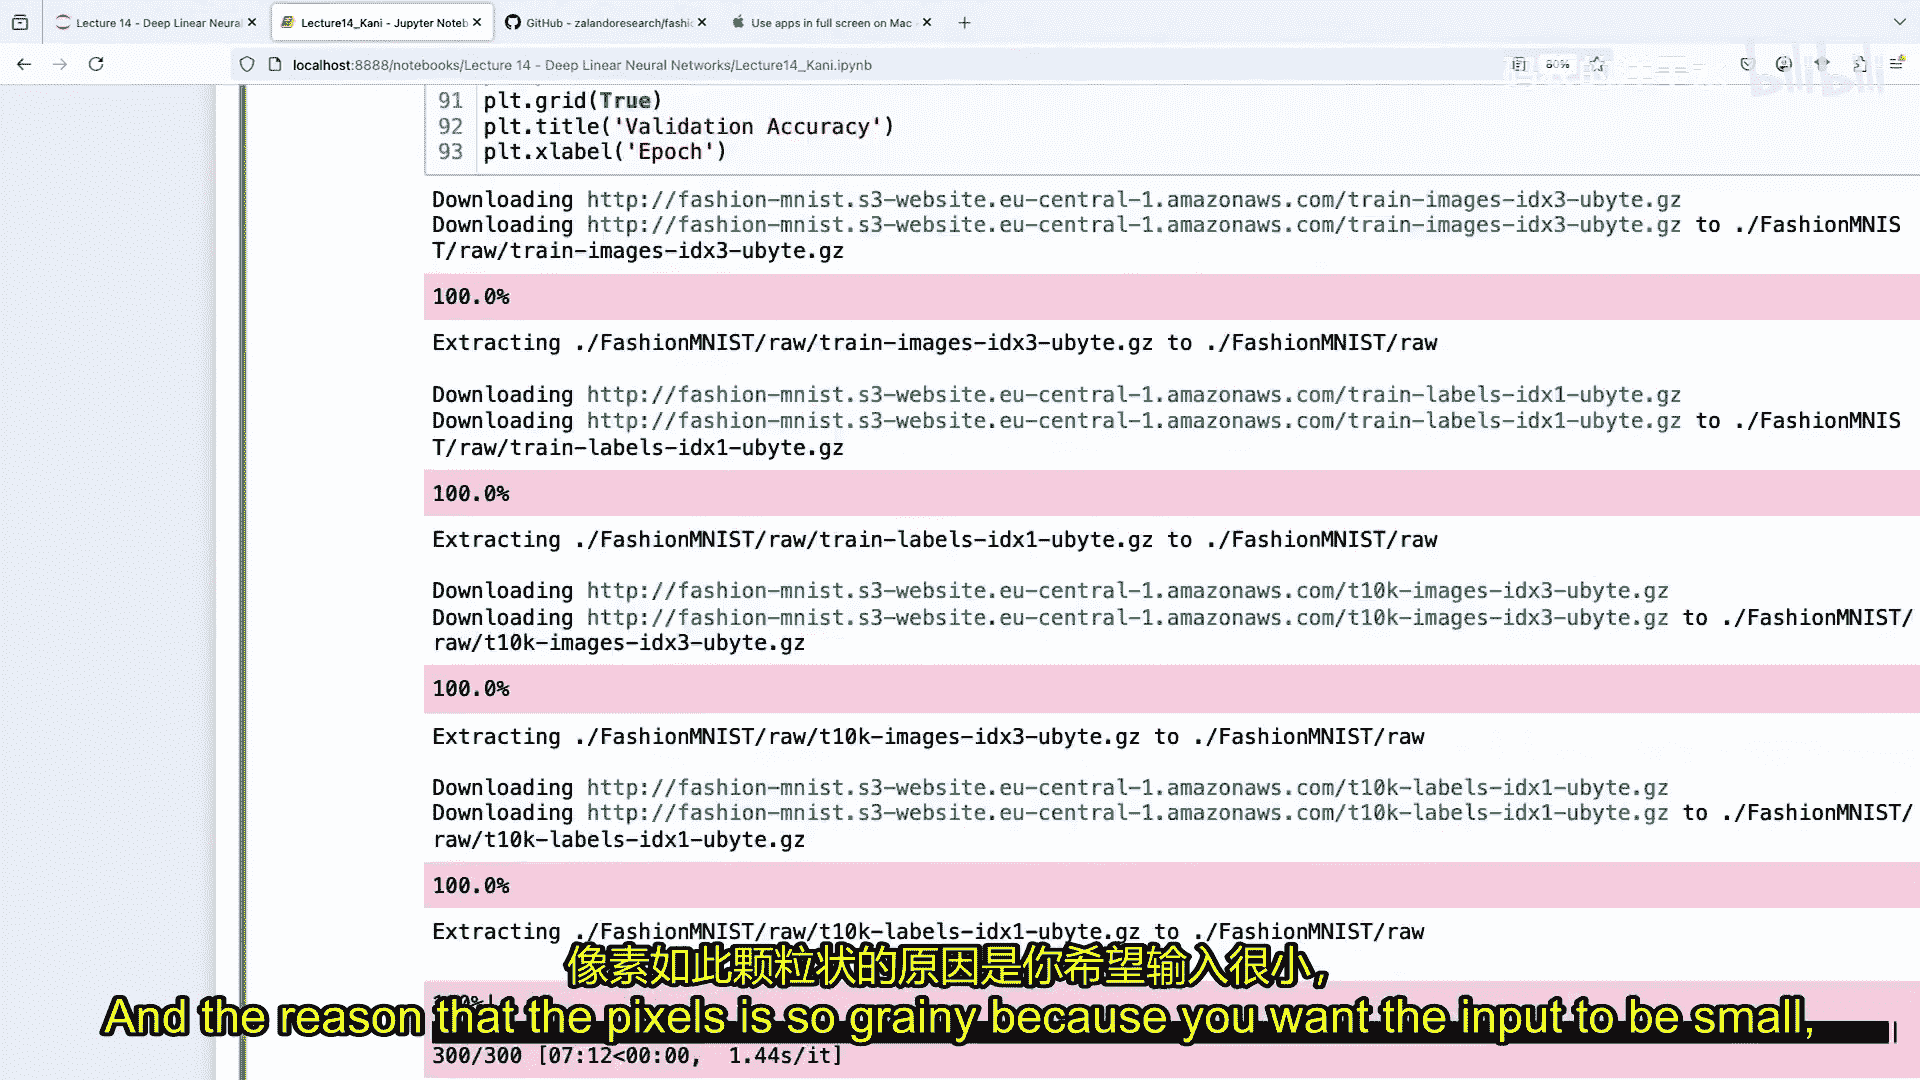 Lecture 14 - Deep Linear Neural
Lecture14_Kani - Jupyter Noteb
GitHub - zalandoresearch/fashi
Use apps in full screen on Mac
localhost:8888/notebooks/Lecture 14 - Deep Linear Neural Networks/Lecture14_Kani.ipynb
80%
91 plt.grid(True)
92 plt.title('Validation Accuracy')
93 plt.xlabel('Epoch')
Downloading http://fashion-mnist.s3-website.eu-central-1.amazonaws.com/train-images-idx3-ubyte.gz
Downloading http://fashion-mnist.s3-website.eu-central-1.amazonaws.com/train-images-idx3-ubyte.gz to ./FashionMNIS
T/raw/train-images-idx3-ubyte.gz
100.0%
Extracting ./FashionMNIST/raw/train-images-idx3-ubyte.gz to ./FashionMNIST/raw
Downloading http://fashion-mnist.s3-website.eu-central-1.amazonaws.com/train-labels-idx1-ubyte.gz
Downloading http://fashion-mnist.s3-website.eu-central-1.amazonaws.com/train-labels-idx1-ubyte.gz to ./FashionMNIS
T/raw/train-labels-idx1-ubyte.gz
100.0%
Extracting ./FashionMNIST/raw/train-labels-idx1-ubyte.gz to ./FashionMNIST/raw
Downloading http://fashion-mnist.s3-website.eu-central-1.amazonaws.com/t10k-images-idx3-ubyte.gz
Downloading http://fashion-mnist.s3-website.eu-central-1.amazonaws.com/t10k-images-idx3-ubyte.gz to ./FashionMNIST/
raw/t10k-images-idx3-ubyte.gz
100.0%
Extracting ./FashionMNIST/raw/t10k-images-idx3-ubyte.gz to ./FashionMNIST/raw
Downloading http://fashion-mnist.s3-website.eu-central-1.amazonaws.com/t10k-labels-idx1-ubyte.gz
Downloading http://fashion-mnist.s3-website.eu-central-1.amazonaws.com/t10k-labels-idx1-ubyte.gz to ./FashionMNIST/
raw/t10k-labels-idx1-ubyte.gz
100.0%
Extracting ./FashionMNIST/raw/t10k-labels-idx1-ubyte.gz to ./FashionMNIST/raw
像素如此颗粒状的原因是你希望输入很小,
And the reason that the pixels is so grainy because you want the input to be small,
300/300 [07:12<00:00, 1.44s/it]